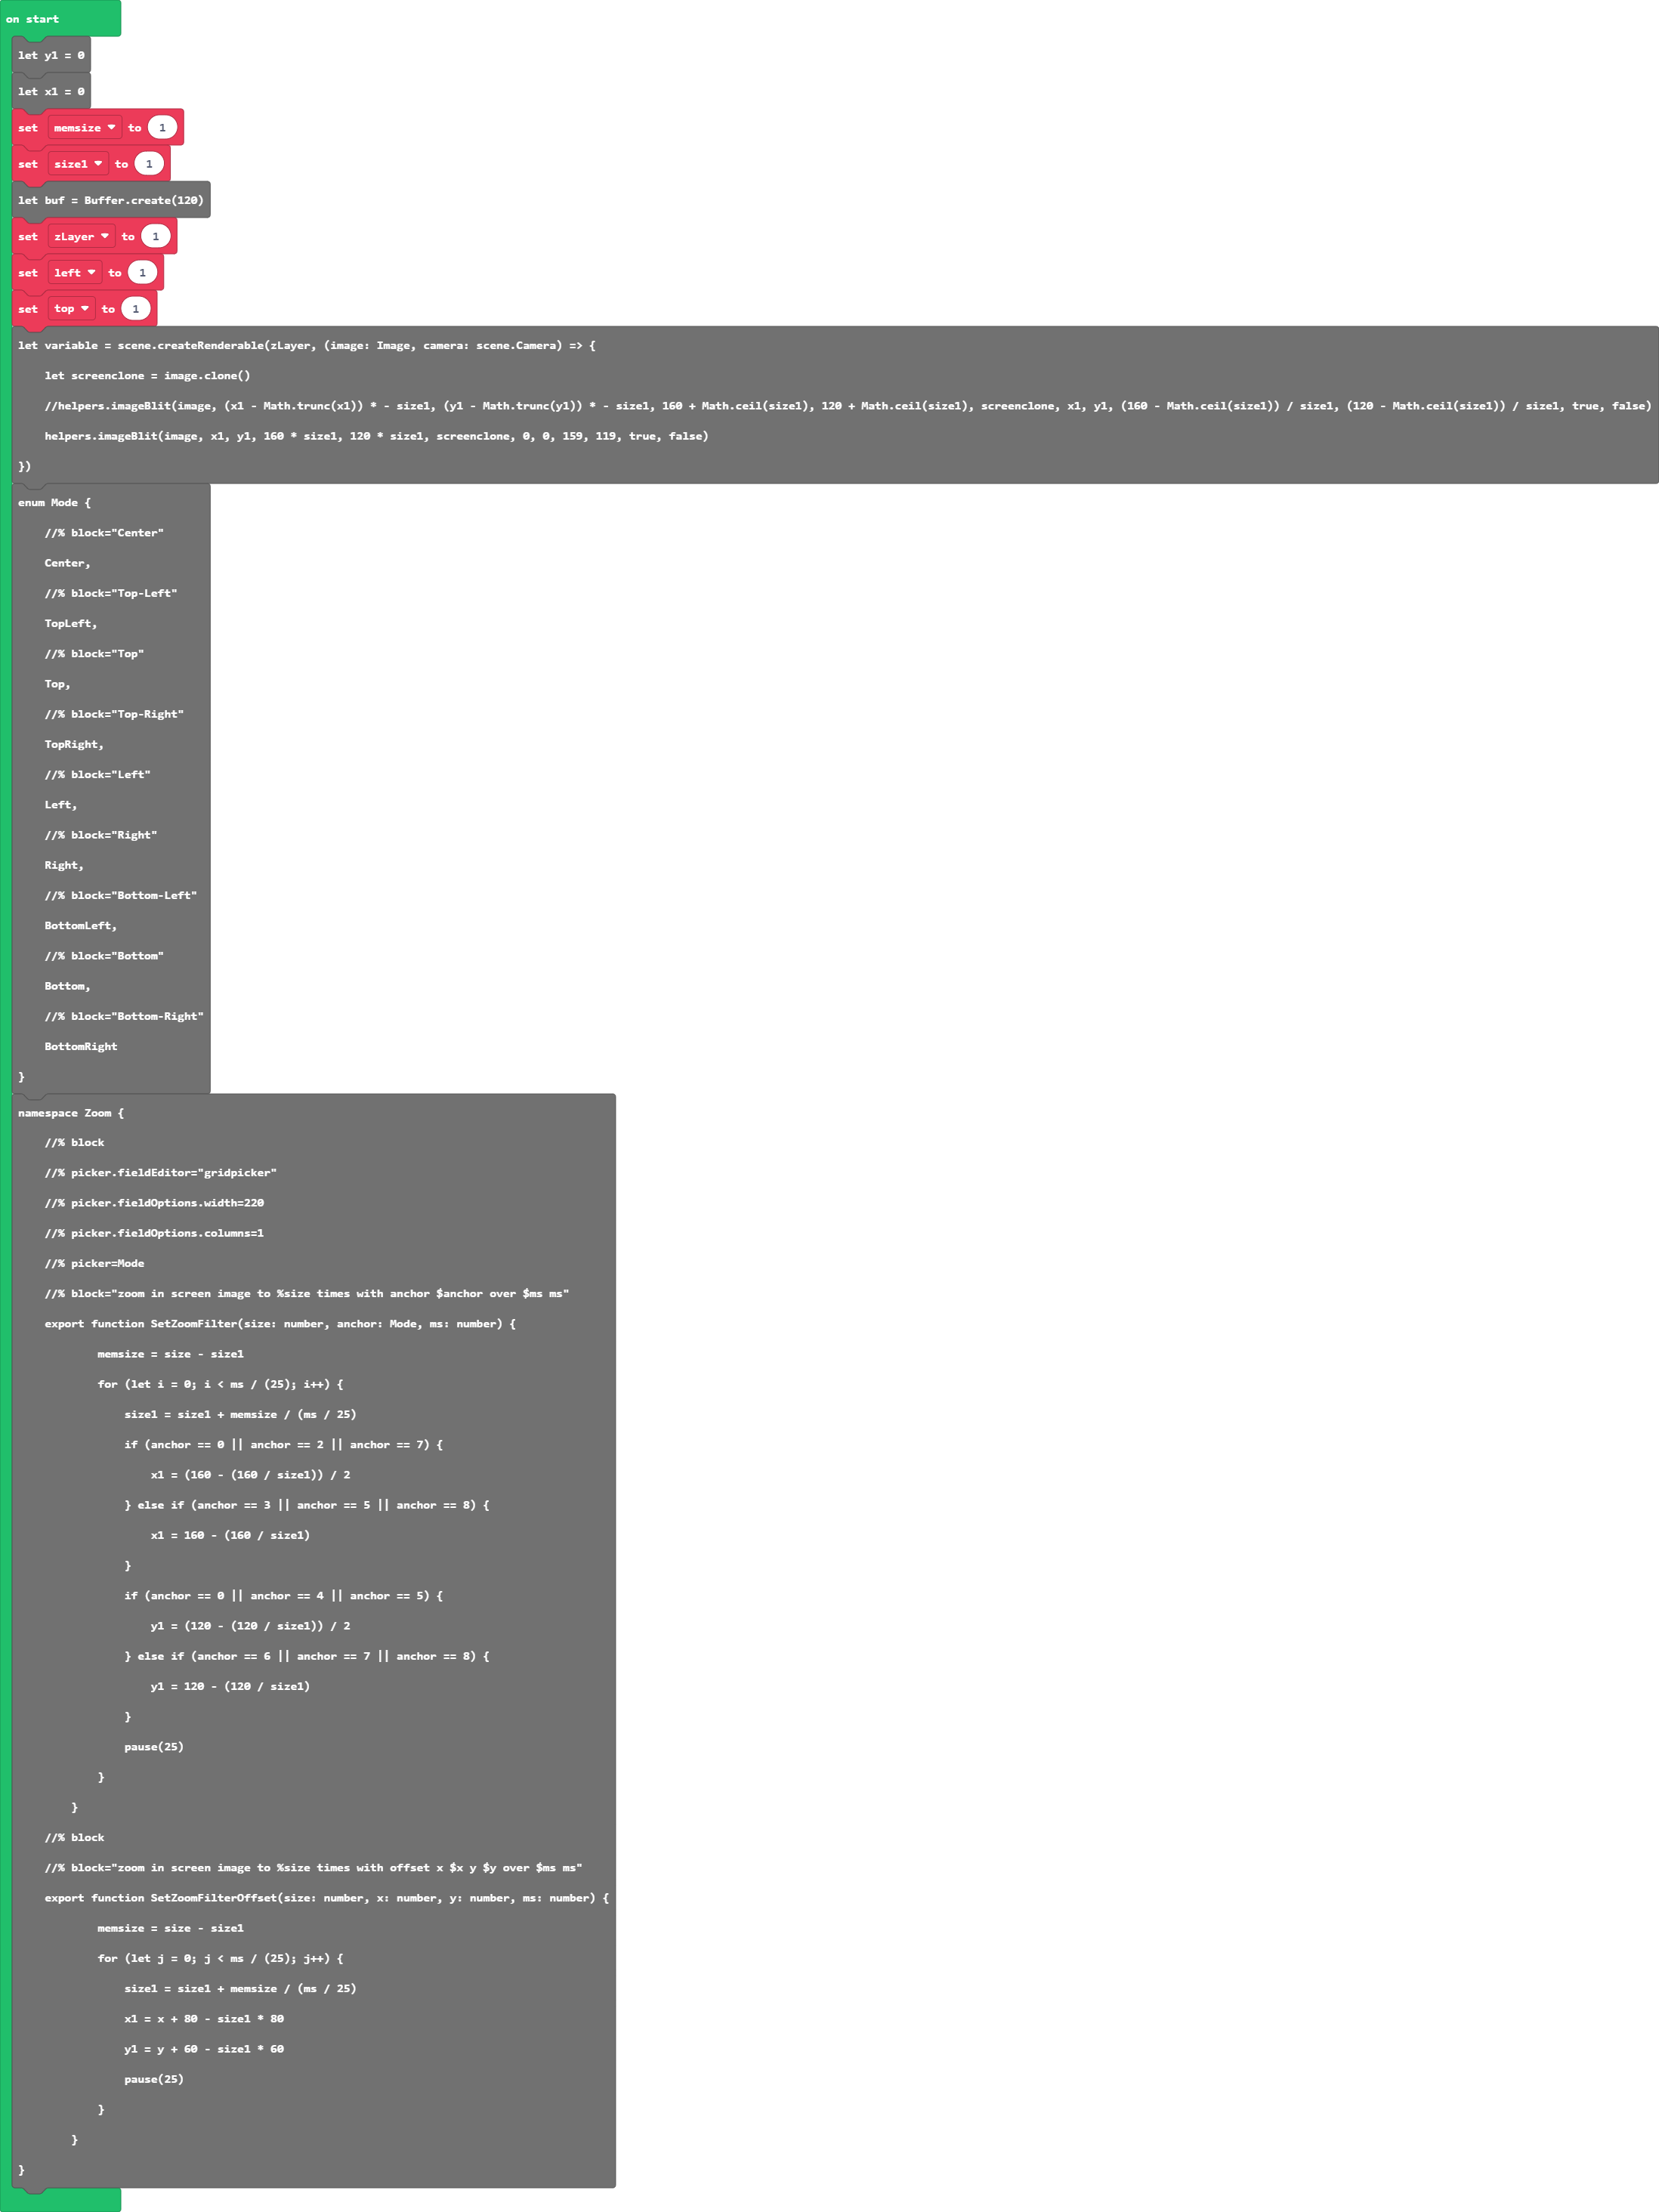 on start
let y1 = 0
let x1 = 0
set memsize to 1
set size1 to 1
let buf = Buffer.create(120)
set zLayer to 1
set left to 1
set top to 1
let variable = scene.createRenderable(zLayer, (image: Image, camera: scene.Camera) => {
let screenclone = image.clone()
//helpers.imageBlit(image, (x1 - Math.trunc(x1)) * - size1, (y1 - Math.trunc(y1)) * - size1, 160 + Math.ceil(size1), 120 + Math.ceil(size1), screenclone, x1, y1, (160 - Math.ceil(size1)) / size1, (120 - Math.ceil(size1)) / size1, true, false)
helpers.imageBlit(image, x1, y1, 160 * size1, 120 * size1, screenclone, 0, 0, 159, 119, true, false)
})
enum Mode {
//% block="Center"
Center,
//% block="Top-Left"
TopLeft,
//% block="Top"
Top,
//% block="Top-Right"
TopRight,
//% block="Left"
Left,
//% block="Right"
Right,
//% block="Bottom-Left"
BottomLeft,
//% block="Bottom"
Bottom,
//% block="Bottom-Right"
BottomRight
}
namespace Zoom {
//% block
//% picker.fieldEditor="gridpicker"
//% picker.fieldOptions.width=220
//% picker.fieldOptions.columns=1
//% picker=Mode
//% block="zoom in screen image to %size times with anchor $anchor over $ms ms"
export function SetZoomFilter(size: number, anchor: Mode, ms: number) {
memsize = size - size1
for (let i = 0; i < ms / (25); i++) {
size1 = size1 + memsize / (ms / 25)
if (anchor == 0 || anchor == 2 || anchor == 7) {
x1 = (160 - (160 / size1)) / 2
} else if (anchor == 3 || anchor == 5 || anchor == 8) {
x1 = 160 - (160 / size1)
}
if (anchor == 0 || anchor == 4 || anchor == 5) {
y1 = (120 - (120 / size1)) / 2
} else if (anchor == 6 || anchor == 7 || anchor == 8) {
y1 = 120 - (120 / size1)
}
pause(25)
}
}
//% block
//% block="zoom in screen image to %size times with offset x $x y $y over $ms ms"
export function SetZoomFilterOffset(size: number, x: number, y: number, ms: number) {
memsize = size - size1
for (let j = 0; j < ms / (25); j++) {
size1 = size1 + memsize / (ms / 25)
x1 = x + 80 - size1 * 80
y1 = y + 60 - size1 * 60
pause(25)
}
}
}